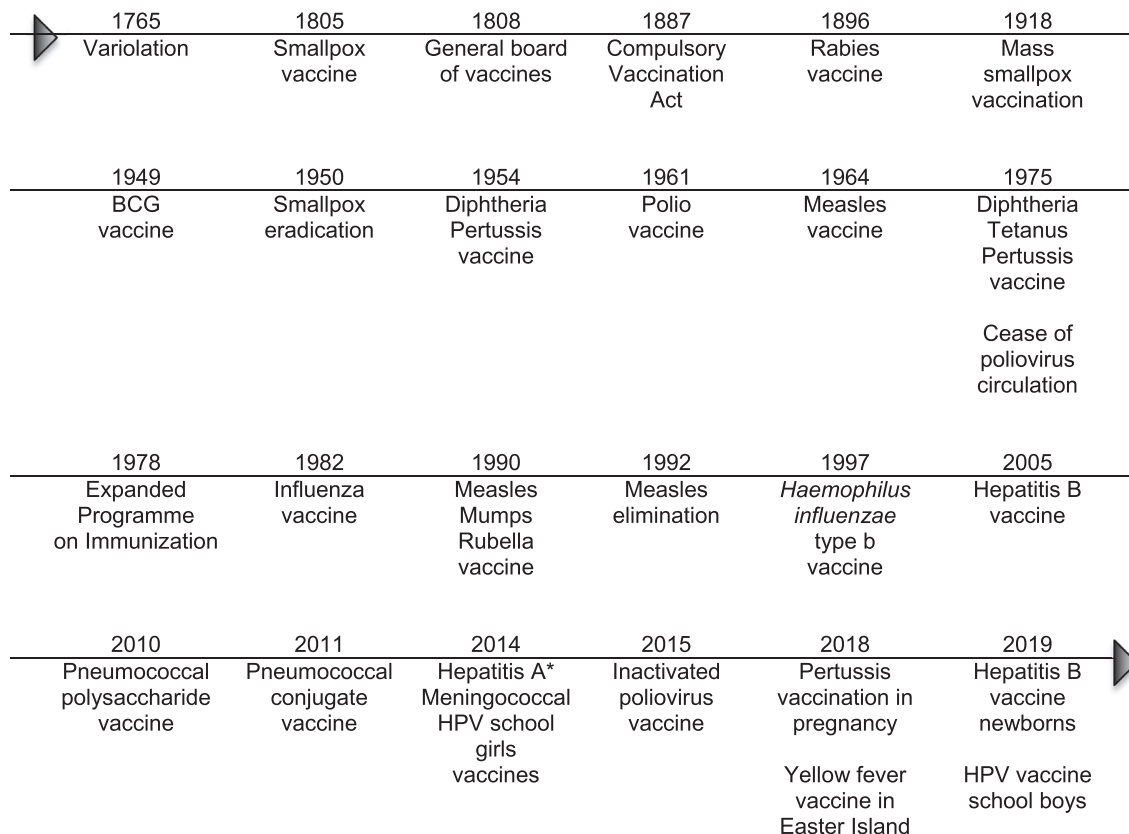 1765 1805 1808 1887 1896 1918
Variolation Smallpox General board Compulsory Rabies Mass
vaccine of vaccines Vaccination vaccine smallpox
Act vaccination
1949 1950 1954 1961 1964 1975
BCG Smallpox Diphtheria Polio Measles Diphtheria
vaccine eradication Pertussis vaccine vaccine Tetanus
vaccine Pertussis
vaccine
Cease of
poliovirus
circulation
1978 1982 1990 1992 1997 2005
Expanded Influenza Measles Measles Haemophilus Hepatitis B
Programme vaccine Mumps elimination influenzae vaccine
on Immunization Rubella type b
vaccine vaccine
2010 2011 2014 2015 2018 2019
Pneumococcal Pneumococcal Hepatitis A* Inactivated Pertussis Hepatitis B
polysaccharide conjugate Meningococcal poliovirus vaccination in vaccine
vaccine vaccine HPV school vaccine pregnancy newborns
girls
vaccines Yellow fever HPV vaccine
vaccine in school boys
Easter Island